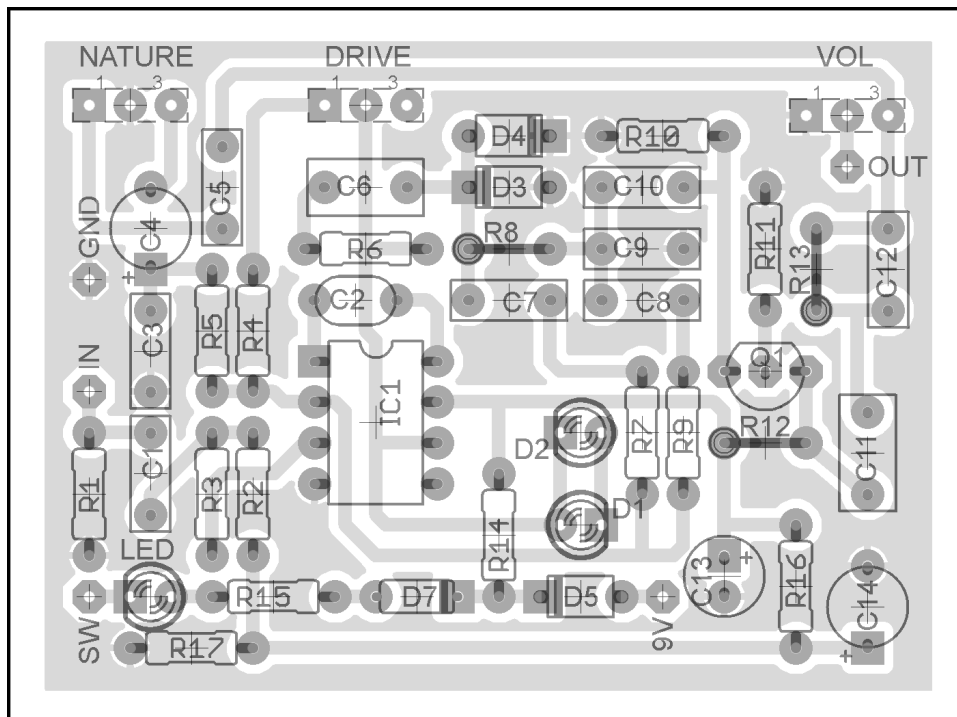 NATURE DRIVE VOL
1 3 1 3 1 3
D4 R10
OUT
C5 C6 D3 C10
GND C4 R6 R8 C9 R11 R13 C12
+
C2 C7 C8
C3 R5 R4
IN IC1 Q1
C1 R3 R2 D2 R7 R9 R12 C11
R1 R14 D1
LED C13 + R16 C14
SW R15 D7 D5 9V
R17 +